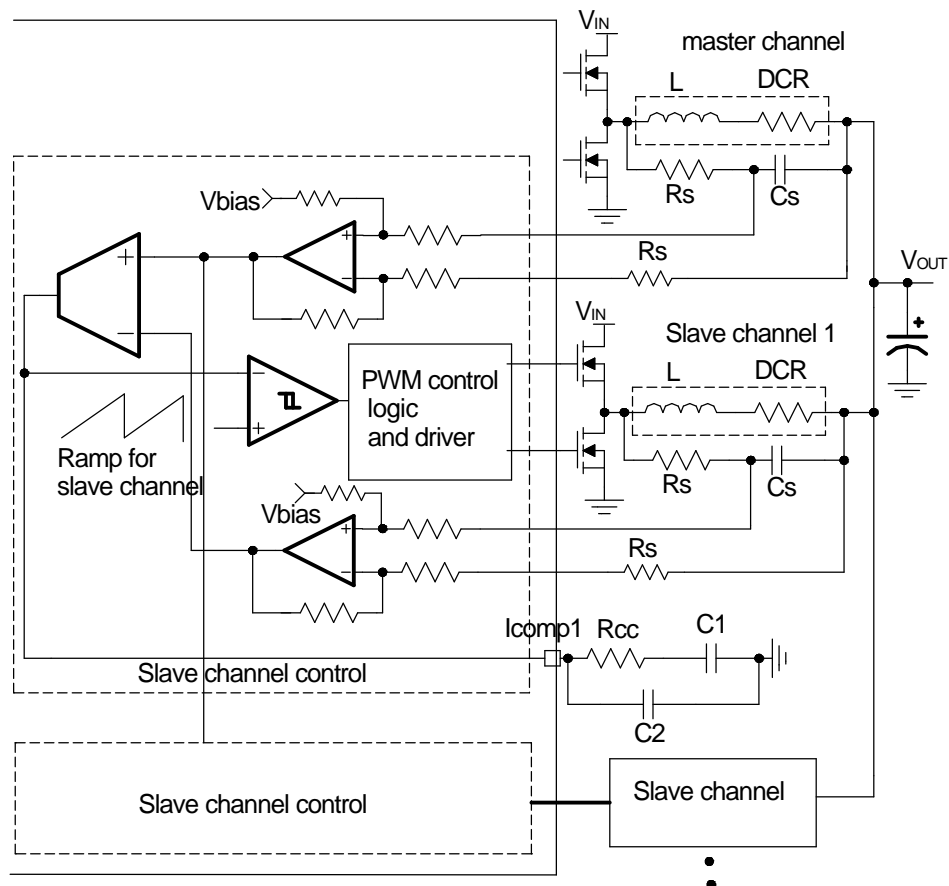 VIN
master channel
L
DCR
Rs
Cs
Vbias
+
−
Rs
VOUT
+
+
−
VIN
Slave channel 1
L
DCR
−
+
PWM control
logic
and driver
Ramp for
slave channel
Rs
Cs
Vbias
+
−
Rs
Icomp1
Rcc
C1
C2
Slave channel control
Slave channel control
Slave channel